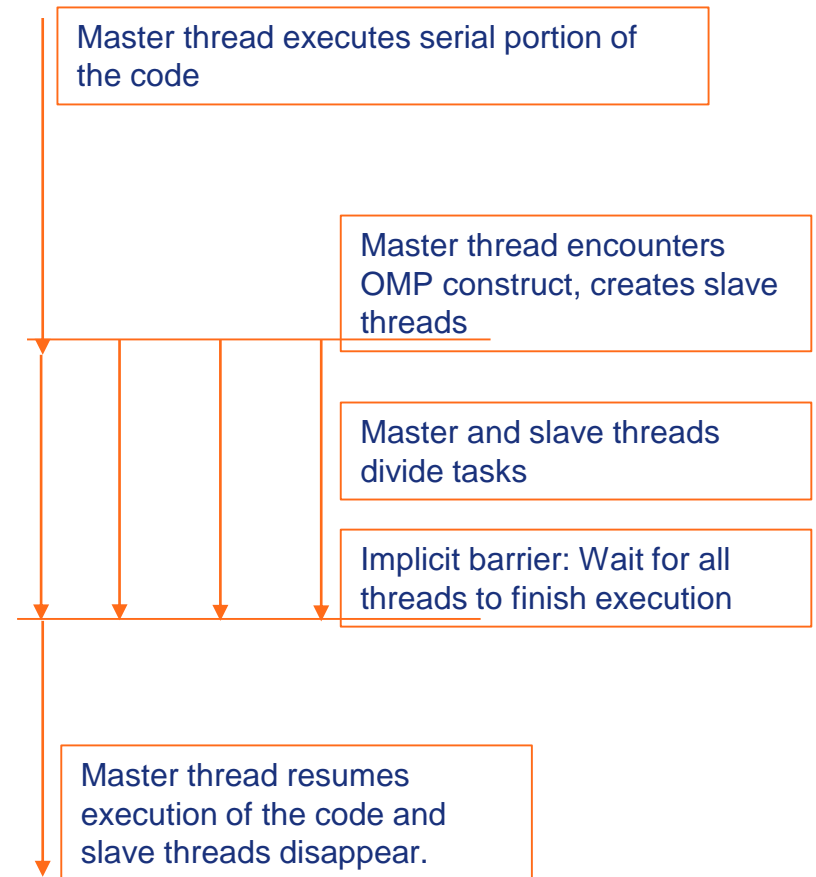 Master thread executes serial portion of
the code
Master thread encounters
OMP construct, creates slave
threads
Master and slave threads
divide tasks
Implicit barrier: Wait for all
threads to finish execution
Master thread resumes
execution of the code and
slave threads disappear.